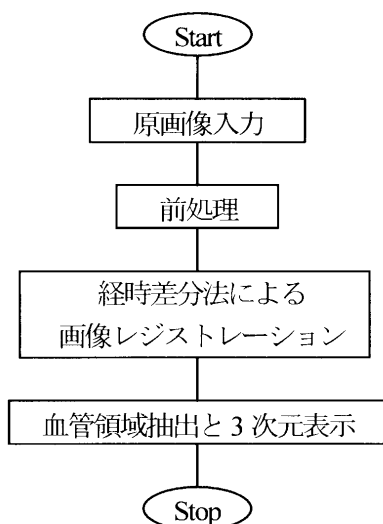 Start
原画像入力
前処理
経時差分法による
画像レジストレーション
血管領域抽出と 3 次元表示
Stop